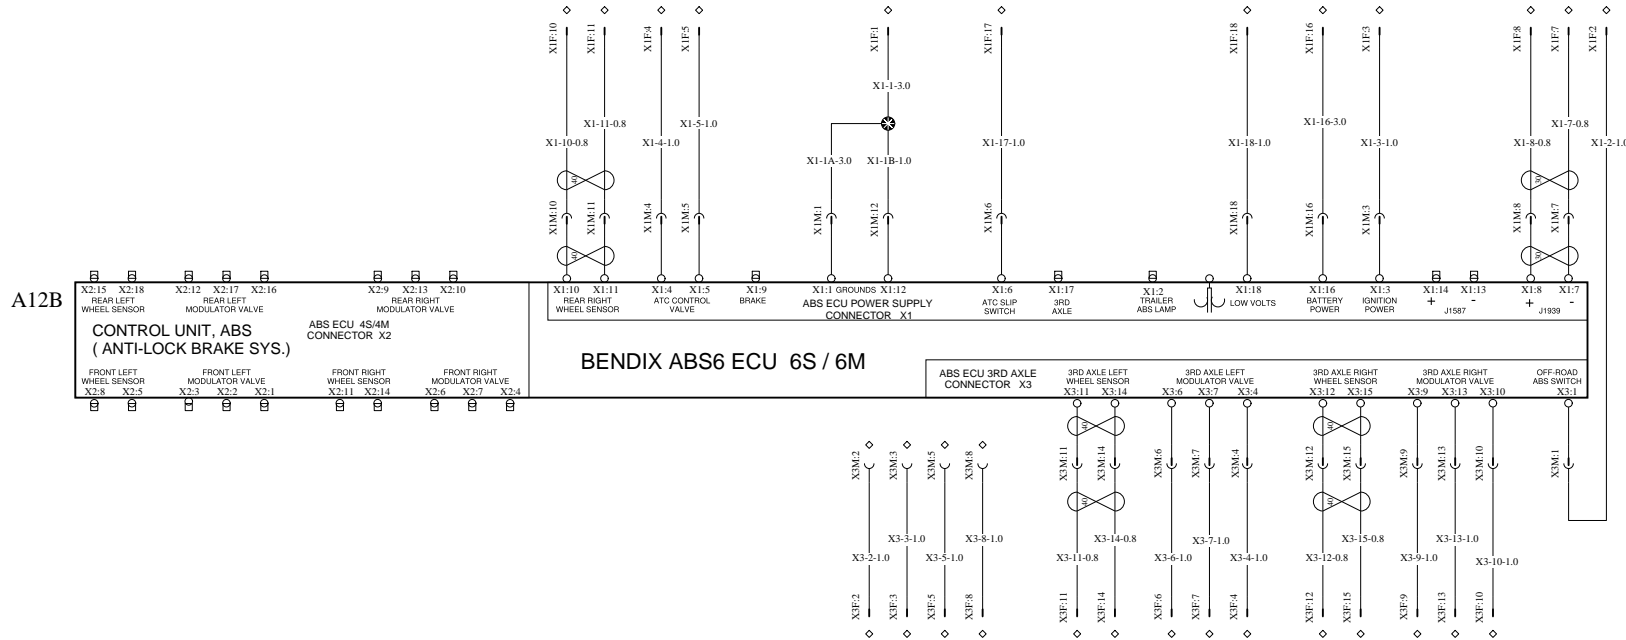 X1F:10 X1F:11 X1F:4 X1F:5 X1F:1 X1F:17 X1F:18 X1F:16 X1F:3 X1F:8 X1F:7 X1F:2
X1-1-3.0
X1-11-0.8 X1-5-1.0 X1-16-3.0 X1-7-0.8
X1-10-0.8 X1-4-1.0 X1-17-1.0 X1-18-1.0 X1-3-1.0 X1-8-0.8 X1-2-1.0
X1-1A-3.0 X1-1B-1.0
40 30
X1M:10 X1M:11 X1M:4 X1M:5 X1M:1 X1M:12 X1M:6 X1M:18 X1M:16 X1M:3 X1M:8 X1M:7
40 30
A12B
X2:15 X2:18 X2:12 X2:17 X2:16 X2:9 X2:13 X2:10 X1:10 X1:11 X1:4 X1:5 X1:9 X1:1 GROUNDS X1:12 X1:6 X1:17 X1:2 X1:18 X1:16 X1:3 X1:14 X1:13 X1:8 X1:7
REAR LEFT
WHEEL SENSOR
REAR LEFT
MODULATOR VALVE
REAR RIGHT
MODULATOR VALVE
REAR RIGHT
WHEEL SENSOR
ATC CONTROL
VALVE
BRAKE
ABS ECU POWER SUPPLY
CONNECTOR X1
ATC SLIP
SWITCH
3RD
AXLE
TRAILER
ABS LAMP
LOW VOLTS
BATTERY
POWER
IGNITION
POWER
+ -
J1587
+ -
J1939
CONTROL UNIT, ABS
( ANTI-LOCK BRAKE SYS.)
ABS ECU 4S/4M
CONNECTOR X2
BENDIX ABS6 ECU 6S / 6M
FRONT LEFT
WHEEL SENSOR
FRONT LEFT
MODULATOR VALVE
FRONT RIGHT
WHEEL SENSOR
FRONT RIGHT
MODULATOR VALVE
X2:8 X2:5 X2:3 X2:2 X2:1 X2:11 X2:14 X2:6 X2:7 X2:4
ABS ECU 3RD AXLE
CONNECTOR X3
3RD AXLE LEFT
WHEEL SENSOR
3RD AXLE LEFT
MODULATOR VALVE
3RD AXLE RIGHT
WHEEL SENSOR
3RD AXLE RIGHT
MODULATOR VALVE
OFF-ROAD
ABS SWITCH
X3:11 X3:14 X3:6 X3:7 X3:4 X3:12 X3:15 X3:9 X3:13 X3:10 X3:1
40 40
X3M:2 X3M:3 X3M:5 X3M:8 X3M:11 X3M:14 X3M:6 X3M:7 X3M:4 X3M:12 X3M:15 X3M:9 X3M:13 X3M:10 X3M:1
40 40
X3-3-1.0 X3-8-1.0 X3-14-0.8 X3-7-1.0 X3-15-0.8 X3-13-1.0
X3-2-1.0 X3-5-1.0 X3-11-0.8 X3-6-1.0 X3-4-1.0 X3-12-0.8 X3-9-1.0 X3-10-1.0
X3F:2 X3F:3 X3F:5 X3F:8 X3F:11 X3F:14 X3F:6 X3F:7 X3F:4 X3F:12 X3F:15 X3F:9 X3F:13 X3F:10